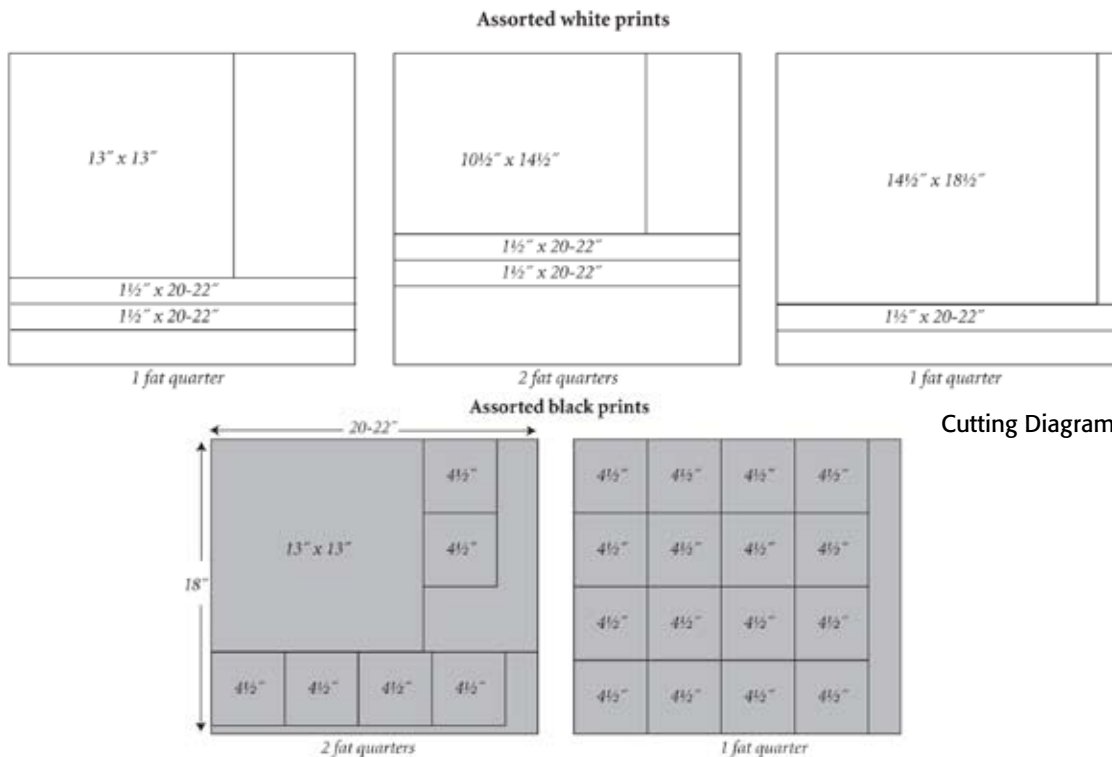 Assorted white prints
13″ x 13″
1½″ x 20-22″
1½″ x 20-22″
1 fat quarter
10½″ x 14½″
1½″ x 20-22″
1½″ x 20-22″
2 fat quarters
14½″ x 18½″
1½″ x 20-22″
1 fat quarter
Assorted black prints
Cutting Diagram
20-22″
18″
13″ x 13″
4½″
4½″
4½″ 4½″ 4½″ 4½″
2 fat quarters
4½″ 4½″ 4½″ 4½″
4½″ 4½″ 4½″ 4½″
4½″ 4½″ 4½″ 4½″
4½″ 4½″ 4½″ 4½″
1 fat quarter